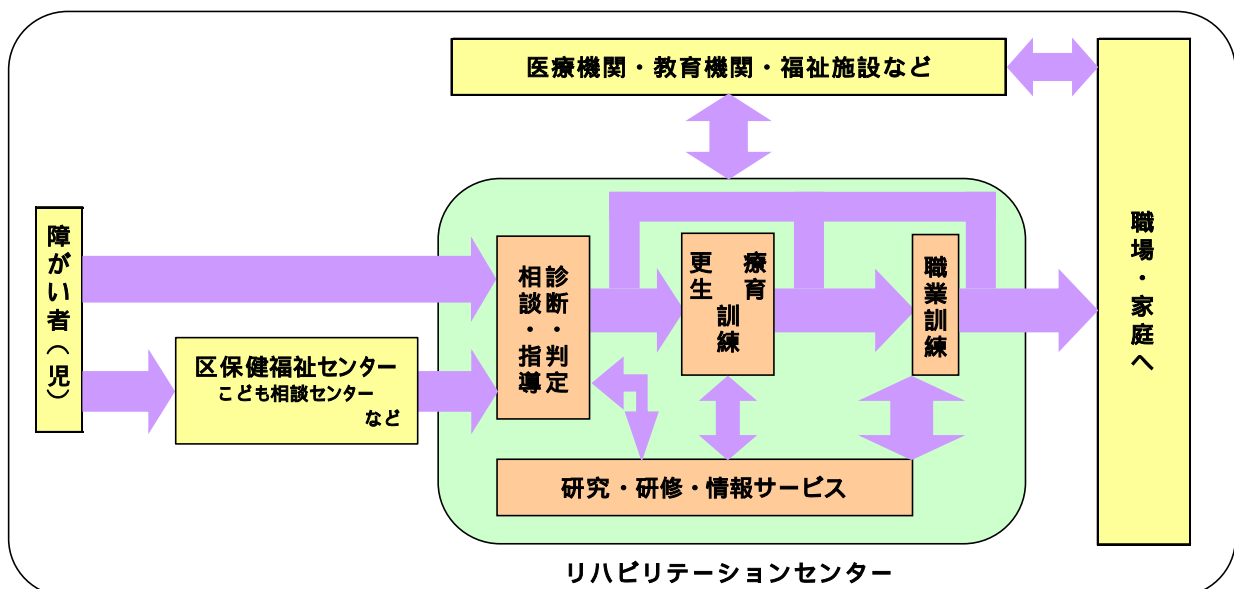 医療機関・教育機関・福祉施設など
障がい者（児）
区保健福祉センター
こども相談センター
など
診断・判定
相談・指導
療育
更生
訓練
職業訓練
職場・家庭へ
研究・研修・情報サービス
リハビリテーションセンター